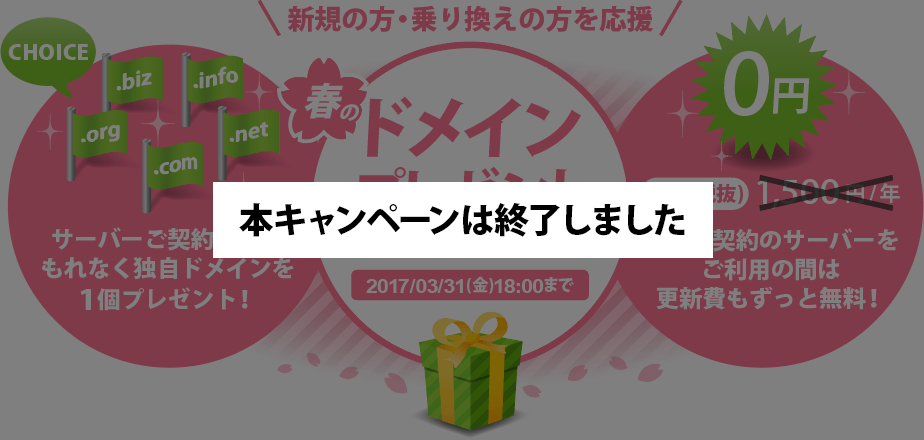 新規の方・乗り換えの方を応援
CHOICE
.biz
.info
.org
.net
.com
春の
ドメイン
0円
1,500円/年
本キャンペーンは終了しました
サーバーご契約
もれなく独自ドメインを
1個プレゼント!
2017/03/31(金)18:00まで
契約のサーバーを
ご利用の間は
更新費もずっと無料!